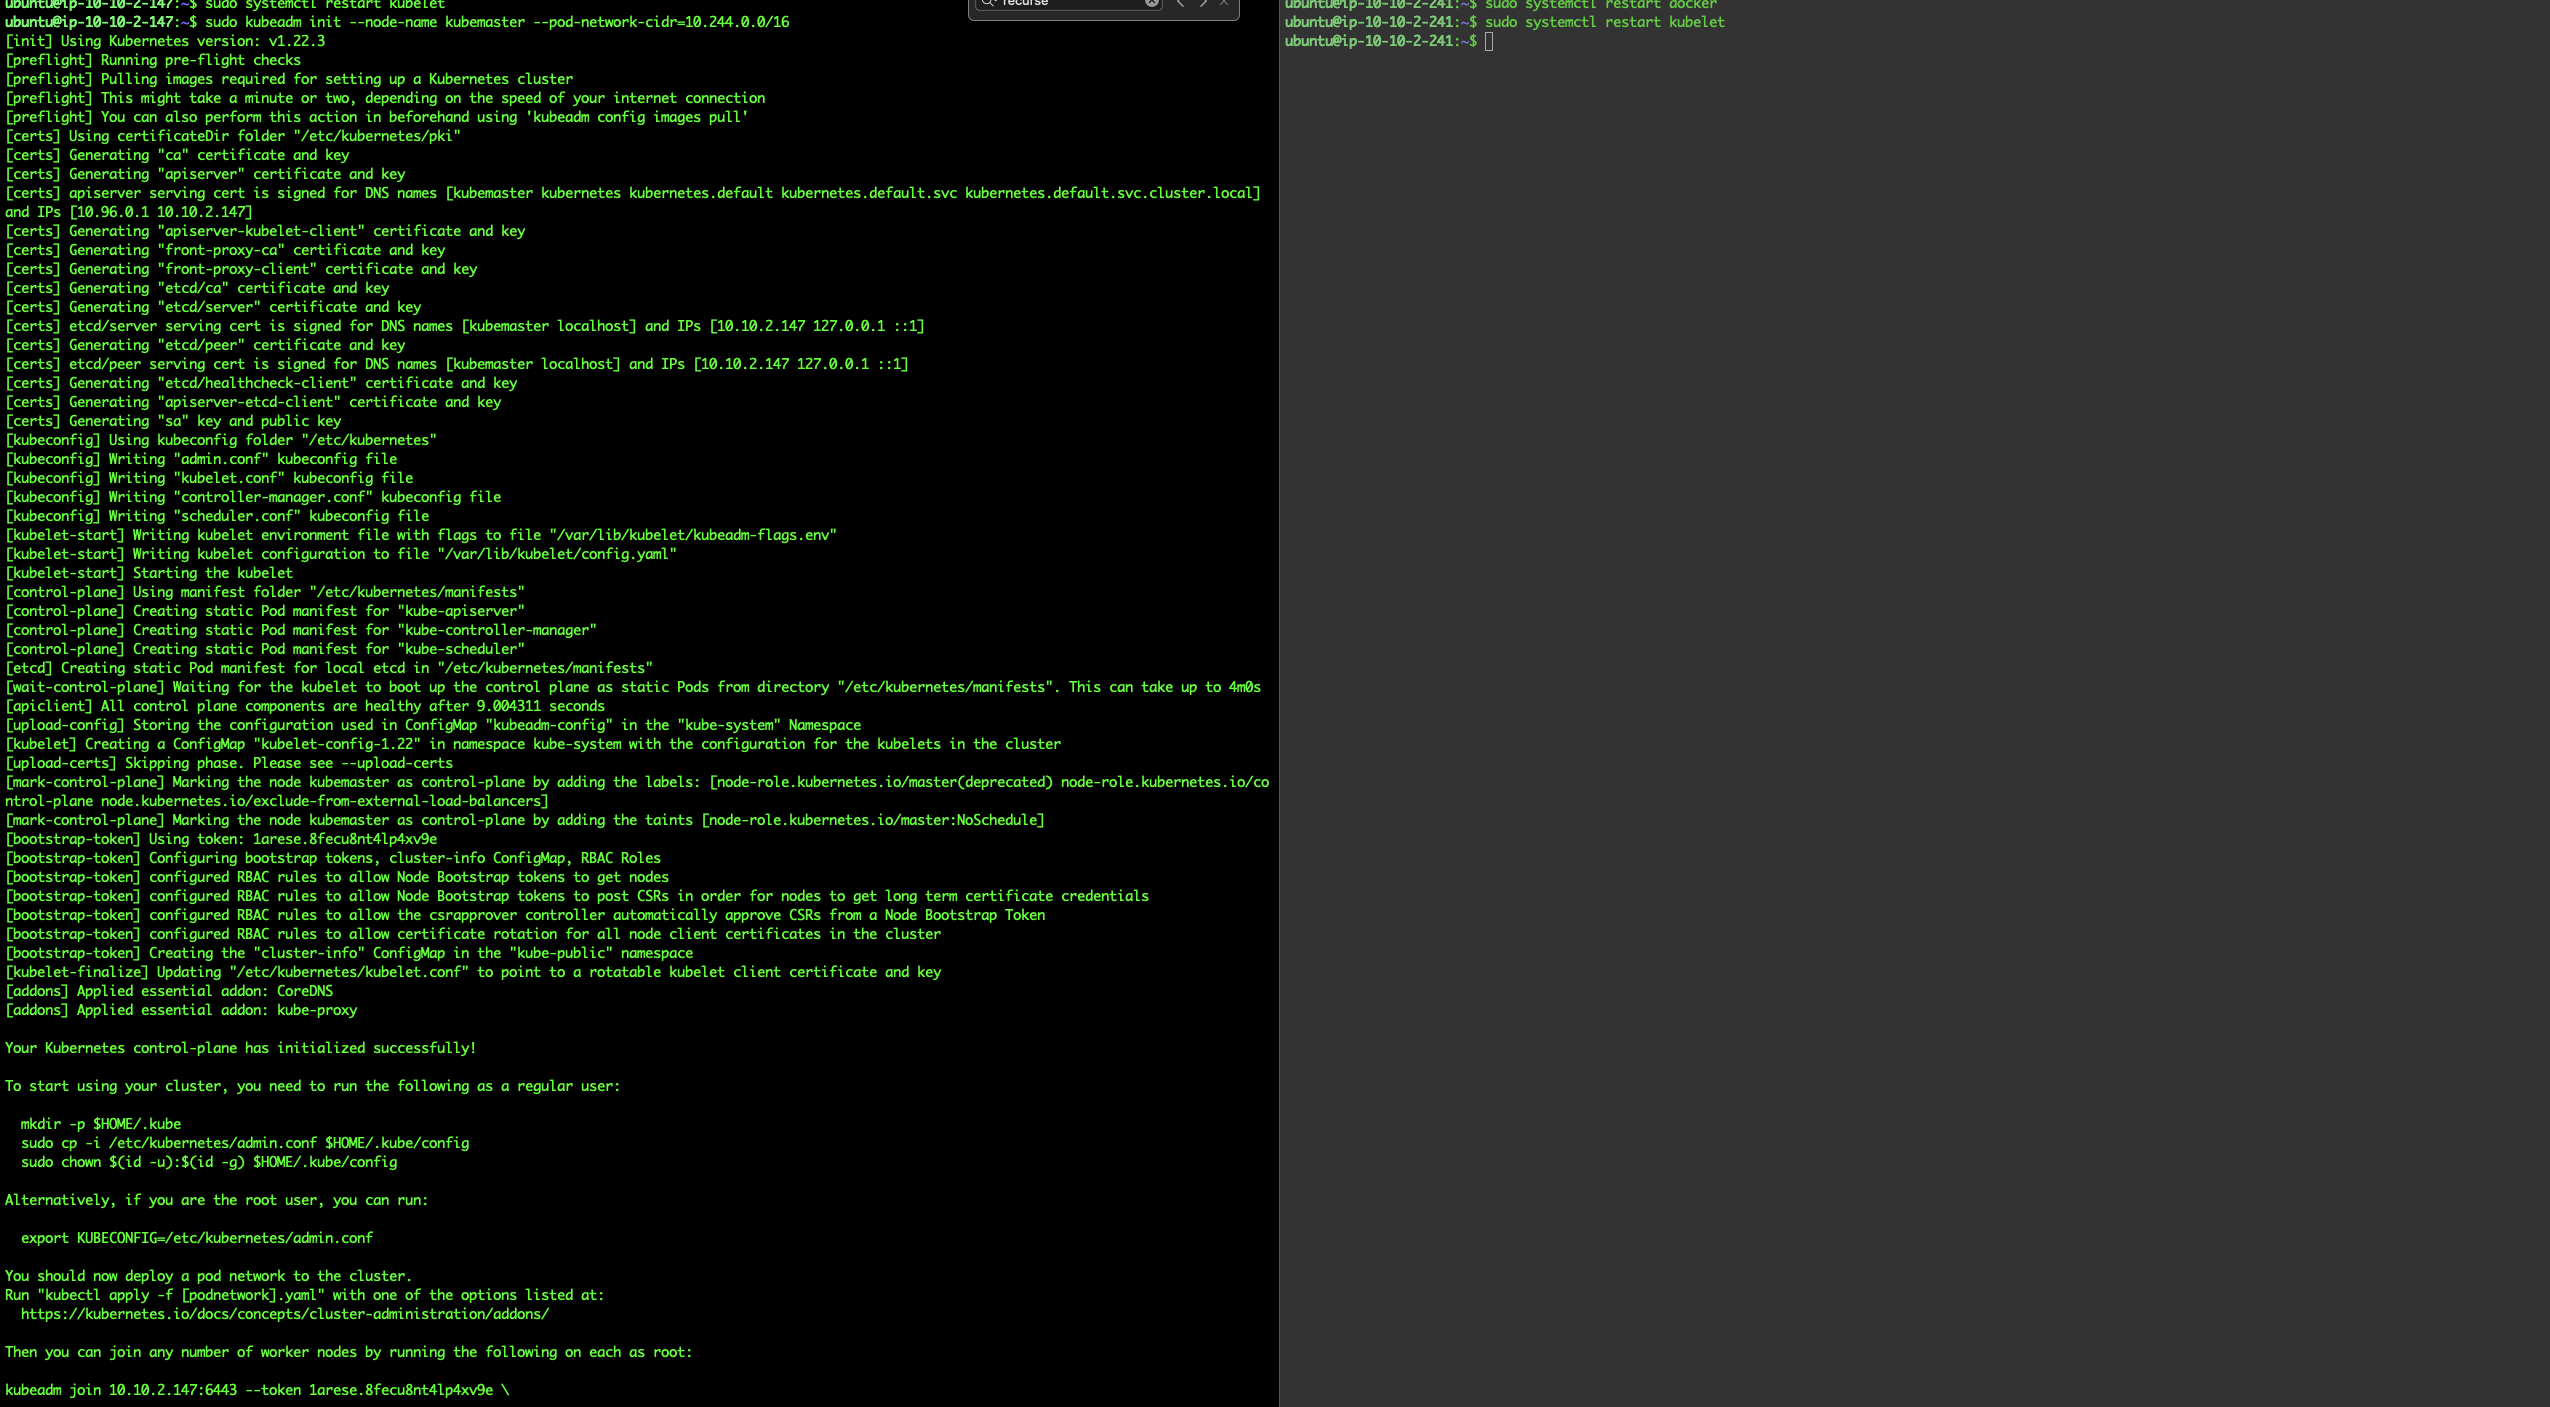 ubuntu@ip-10-10-2-147:~$ sudo systemctl restart kubelet
ubuntu@ip-10-10-2-147:~$ sudo kubeadm init --node-name kubemaster --pod-network-cidr=10.244.0.0/16
[init] Using Kubernetes version: v1.22.3
[preflight] Running pre-flight checks
[preflight] Pulling images required for setting up a Kubernetes cluster
[preflight] This might take a minute or two, depending on the speed of your internet connection
[preflight] You can also perform this action in beforehand using 'kubeadm config images pull'
[certs] Using certificateDir folder "/etc/kubernetes/pki"
[certs] Generating "ca" certificate and key
[certs] Generating "apiserver" certificate and key
[certs] apiserver serving cert is signed for DNS names [kubemaster kubernetes kubernetes.default kubernetes.default.svc kubernetes.default.svc.cluster.local]
and IPs [10.96.0.1 10.10.2.147]
[certs] Generating "apiserver-kubelet-client" certificate and key
[certs] Generating "front-proxy-ca" certificate and key
[certs] Generating "front-proxy-client" certificate and key
[certs] Generating "etcd/ca" certificate and key
[certs] Generating "etcd/server" certificate and key
[certs] etcd/server serving cert is signed for DNS names [kubemaster localhost] and IPs [10.10.2.147 127.0.0.1 ::1]
[certs] Generating "etcd/peer" certificate and key
[certs] etcd/peer serving cert is signed for DNS names [kubemaster localhost] and IPs [10.10.2.147 127.0.0.1 ::1]
[certs] Generating "etcd/healthcheck-client" certificate and key
[certs] Generating "apiserver-etcd-client" certificate and key
[certs] Generating "sa" key and public key
[kubeconfig] Using kubeconfig folder "/etc/kubernetes"
[kubeconfig] Writing "admin.conf" kubeconfig file
[kubeconfig] Writing "kubelet.conf" kubeconfig file
[kubeconfig] Writing "controller-manager.conf" kubeconfig file
[kubeconfig] Writing "scheduler.conf" kubeconfig file
[kubelet-start] Writing kubelet environment file with flags to file "/var/lib/kubelet/kubeadm-flags.env"
[kubelet-start] Writing kubelet configuration to file "/var/lib/kubelet/config.yaml"
[kubelet-start] Starting the kubelet
[control-plane] Using manifest folder "/etc/kubernetes/manifests"
[control-plane] Creating static Pod manifest for "kube-apiserver"
[control-plane] Creating static Pod manifest for "kube-controller-manager"
[control-plane] Creating static Pod manifest for "kube-scheduler"
[etcd] Creating static Pod manifest for local etcd in "/etc/kubernetes/manifests"
[wait-control-plane] Waiting for the kubelet to boot up the control plane as static Pods from directory "/etc/kubernetes/manifests". This can take up to 4m0s
[apiclient] All control plane components are healthy after 9.004311 seconds
[upload-config] Storing the configuration used in ConfigMap "kubeadm-config" in the "kube-system" Namespace
[kubelet] Creating a ConfigMap "kubelet-config-1.22" in namespace kube-system with the configuration for the kubelets in the cluster
[upload-certs] Skipping phase. Please see --upload-certs
[mark-control-plane] Marking the node kubemaster as control-plane by adding the labels: [node-role.kubernetes.io/master(deprecated) node-role.kubernetes.io/co
ntrol-plane node.kubernetes.io/exclude-from-external-load-balancers]
[mark-control-plane] Marking the node kubemaster as control-plane by adding the taints [node-role.kubernetes.io/master:NoSchedule]
[bootstrap-token] Using token: 1arese.8fecu8nt4lp4xv9e
[bootstrap-token] Configuring bootstrap tokens, cluster-info ConfigMap, RBAC Roles
[bootstrap-token] configured RBAC rules to allow Node Bootstrap tokens to get nodes
[bootstrap-token] configured RBAC rules to allow Node Bootstrap tokens to post CSRs in order for nodes to get long term certificate credentials
[bootstrap-token] configured RBAC rules to allow the csrapprover controller automatically approve CSRs from a Node Bootstrap Token
[bootstrap-token] configured RBAC rules to allow certificate rotation for all node client certificates in the cluster
[bootstrap-token] Creating the "cluster-info" ConfigMap in the "kube-public" namespace
[kubelet-finalize] Updating "/etc/kubernetes/kubelet.conf" to point to a rotatable kubelet client certificate and key
[addons] Applied essential addon: CoreDNS
[addons] Applied essential addon: kube-proxy
Your Kubernetes control-plane has initialized successfully!
To start using your cluster, you need to run the following as a regular user:
mkdir -p $HOME/.kube
sudo cp -i /etc/kubernetes/admin.conf $HOME/.kube/config
sudo chown $(id -u):$(id -g) $HOME/.kube/config
Alternatively, if you are the root user, you can run:
export KUBECONFIG=/etc/kubernetes/admin.conf
You should now deploy a pod network to the cluster.
Run "kubectl apply -f [podnetwork].yaml" with one of the options listed at:
https://kubernetes.io/docs/concepts/cluster-administration/addons/
Then you can join any number of worker nodes by running the following on each as root:
kubeadm join 10.10.2.147:6443 --token 1arese.8fecu8nt4lp4xv9e \
recurse
ubuntu@ip-10-10-2-241:~$ sudo systemctl restart docker
ubuntu@ip-10-10-2-241:~$ sudo systemctl restart kubelet
ubuntu@ip-10-10-2-241:~$